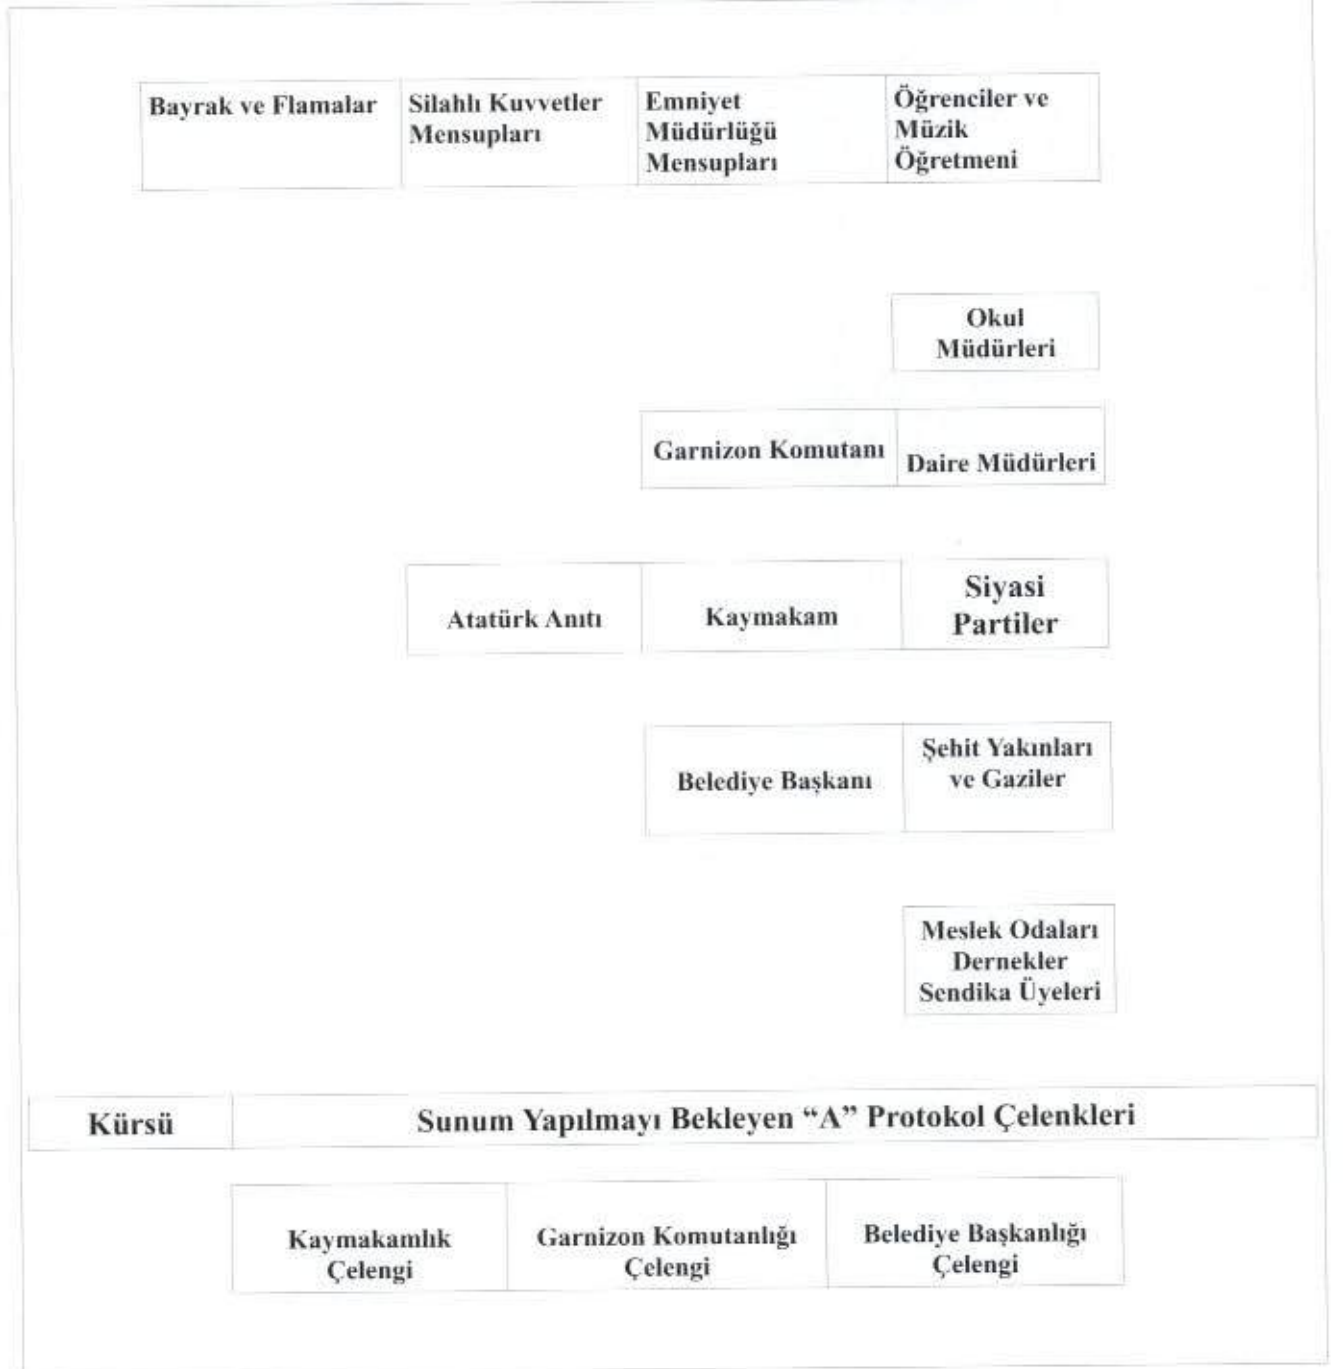 Bayrak ve Flamalar
Silahlı Kuvvetler
Mensupları
Emniyet
Müdürlüğü
Mensupları
Öğrenciler ve
Müzik
Öğretmeni
Okul
Müdürleri
Garnizon Komutanı
Daire Müdürleri
Atatürk Anıtı
Kaymakam
Siyasi
Partiler
Belediye Başkanı
Şehit Yakınları
ve Gaziler
Meslek Odaları
Dernekler
Sendika Üyeleri
Kürsü
Sunum Yapılmayı Bekleyen “A” Protokol Çelenkleri
Kaymakamlık
Çelengi
Garnizon Komutanlığı
Çelengi
Belediye Başkanlığı
Çelengi